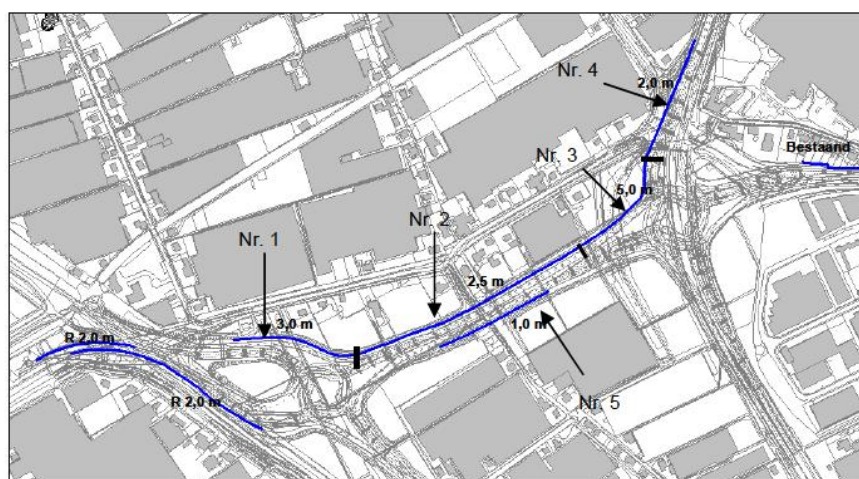 Nr. 4
2,0 m
Bestaand
Nr. 3
5,0 m
Nr. 2
Nr. 1
2,5 m
3,0 m
1,0 m
R 2,0 m
R 2,0 m
Nr. 5